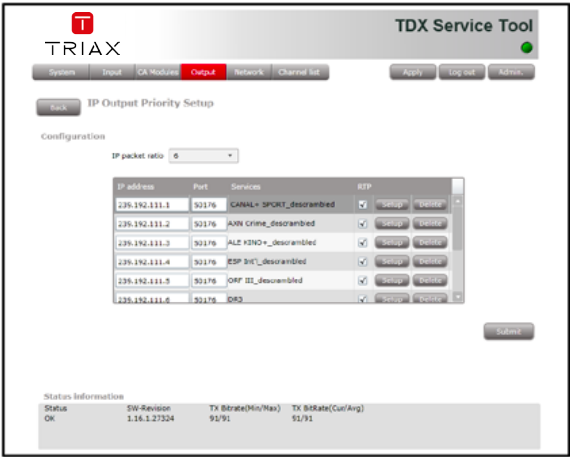 TDX Service Tool
TRIAX
System Input CA Modules Output Network Channel list Apply Log out Admin.
Back IP Output Priority Setup
Configuration
IP packet ratio 6
IP address Port Services RTP
239.192.111.1 50176 CANAL+ SPORT_descrambled Setup Delete
239.192.111.2 50176 AXN Crime_descrambled Setup Delete
239.192.111.3 50176 ALE KINO+_descrambled Setup Delete
239.192.111.4 50176 ESP Int'l_descrambled Setup Delete
239.192.111.5 50176 ORF III_descrambled Setup Delete
239.192.111.6 50176 DR3 Setup Delete
Submit
Status information
Status SW-Revision TX Bitrate(Min/Max) TX BitRate(Cur/Avg)
OK 1.16.1.27324 91/91 91/91